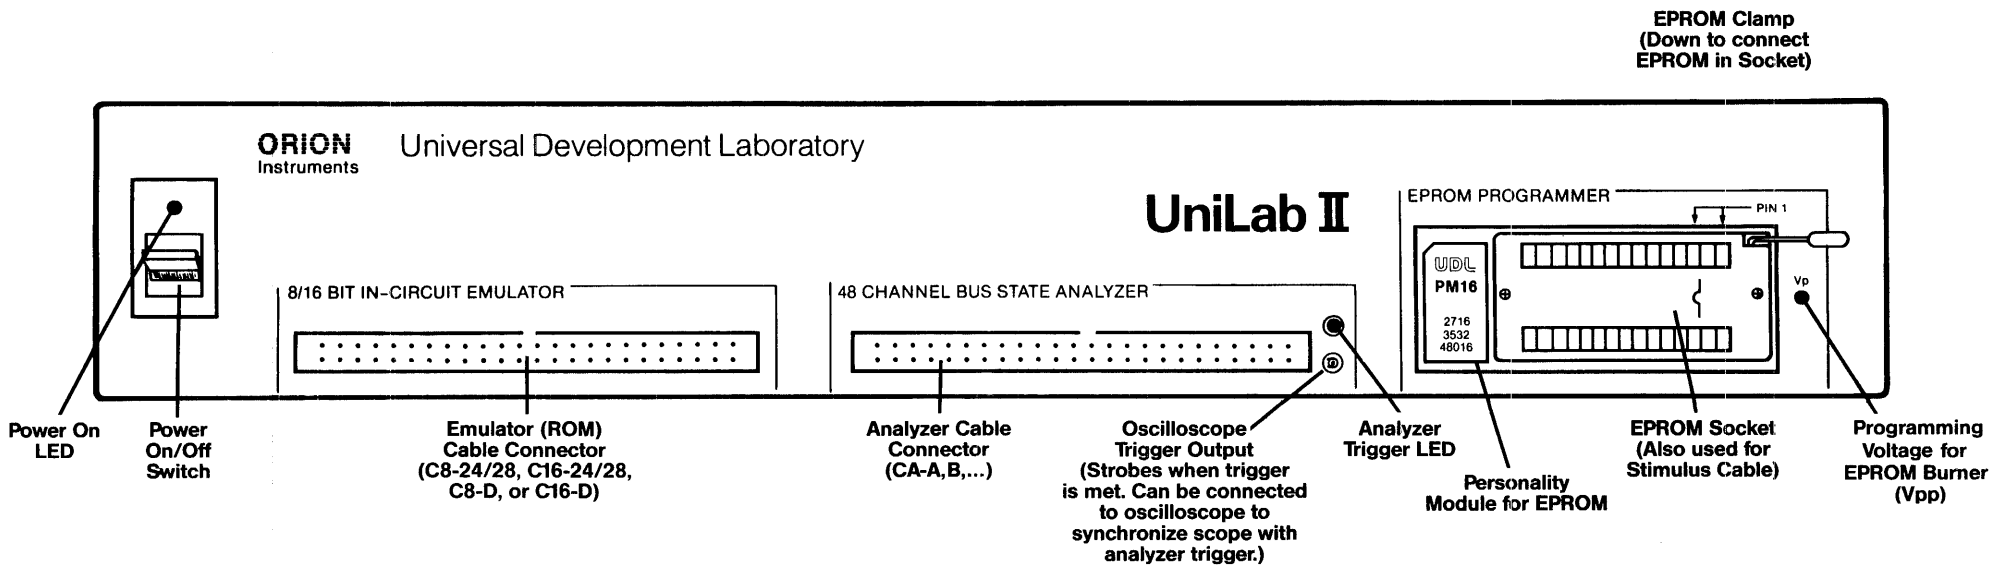 EPROM Clamp
(Down to connect
EPROM in Socket)
ORION
Instruments
Universal Development Laboratory
UniLab II
EPROM PROGRAMMER
PIN 1
UDL
PM16
2716
3532
48016
Vp
8/16 BIT IN-CIRCUIT EMULATOR
48 CHANNEL BUS STATE ANALYZER
Power On
LED
Power
On/Off
Switch
Emulator (ROM)
Cable Connector
(C8-24/28, C16-24/28,
C8-D, or C16-D)
Analyzer Cable
Connector
(CA-A,B,...)
Oscilloscope
Trigger Output
(Strobes when trigger
is met. Can be connected
to oscilloscope to
synchronize scope with
analyzer trigger.)
Analyzer
Trigger LED
Personality
Module for EPROM
EPROM Socket
(Also used for
Stimulus Cable)
Programming
Voltage for
EPROM Burner
(Vpp)